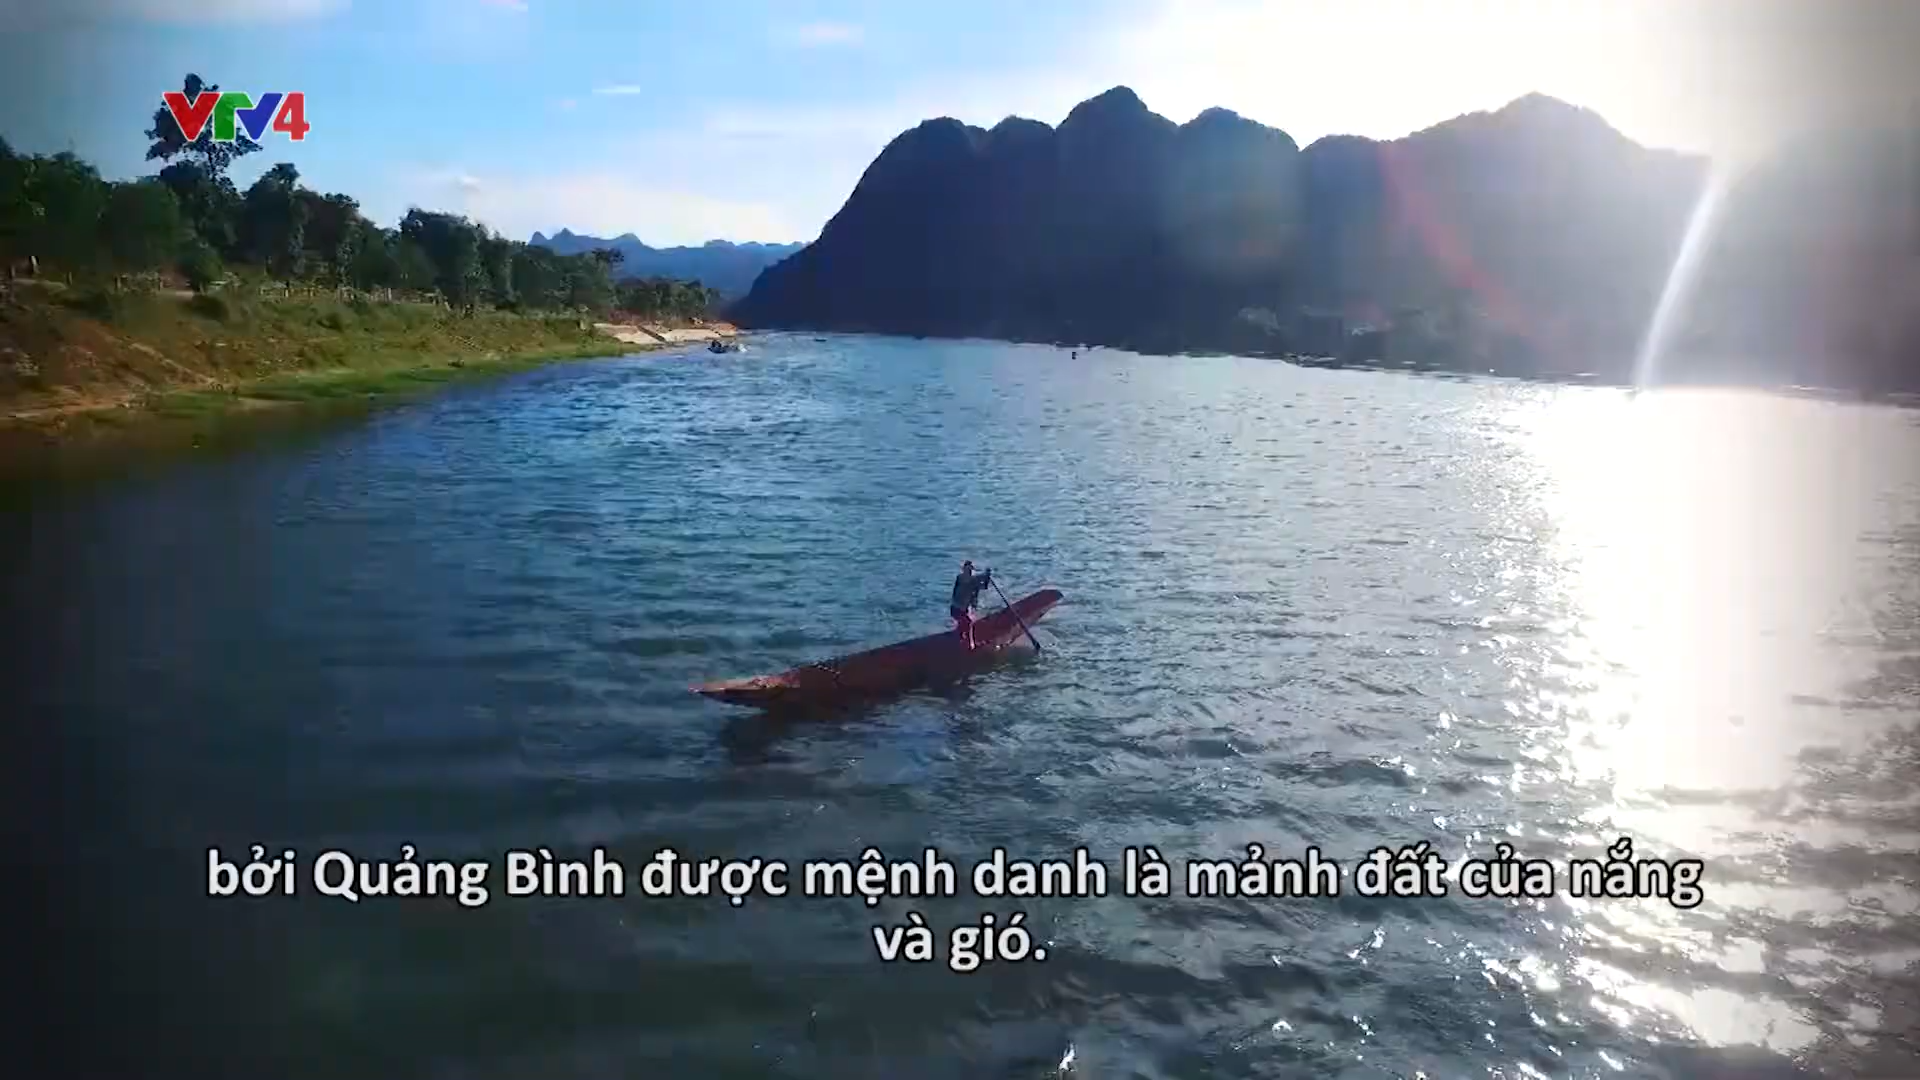 VTV4
bởi Quảng Bình được mệnh danh là mảnh đất của nắng
và gió.